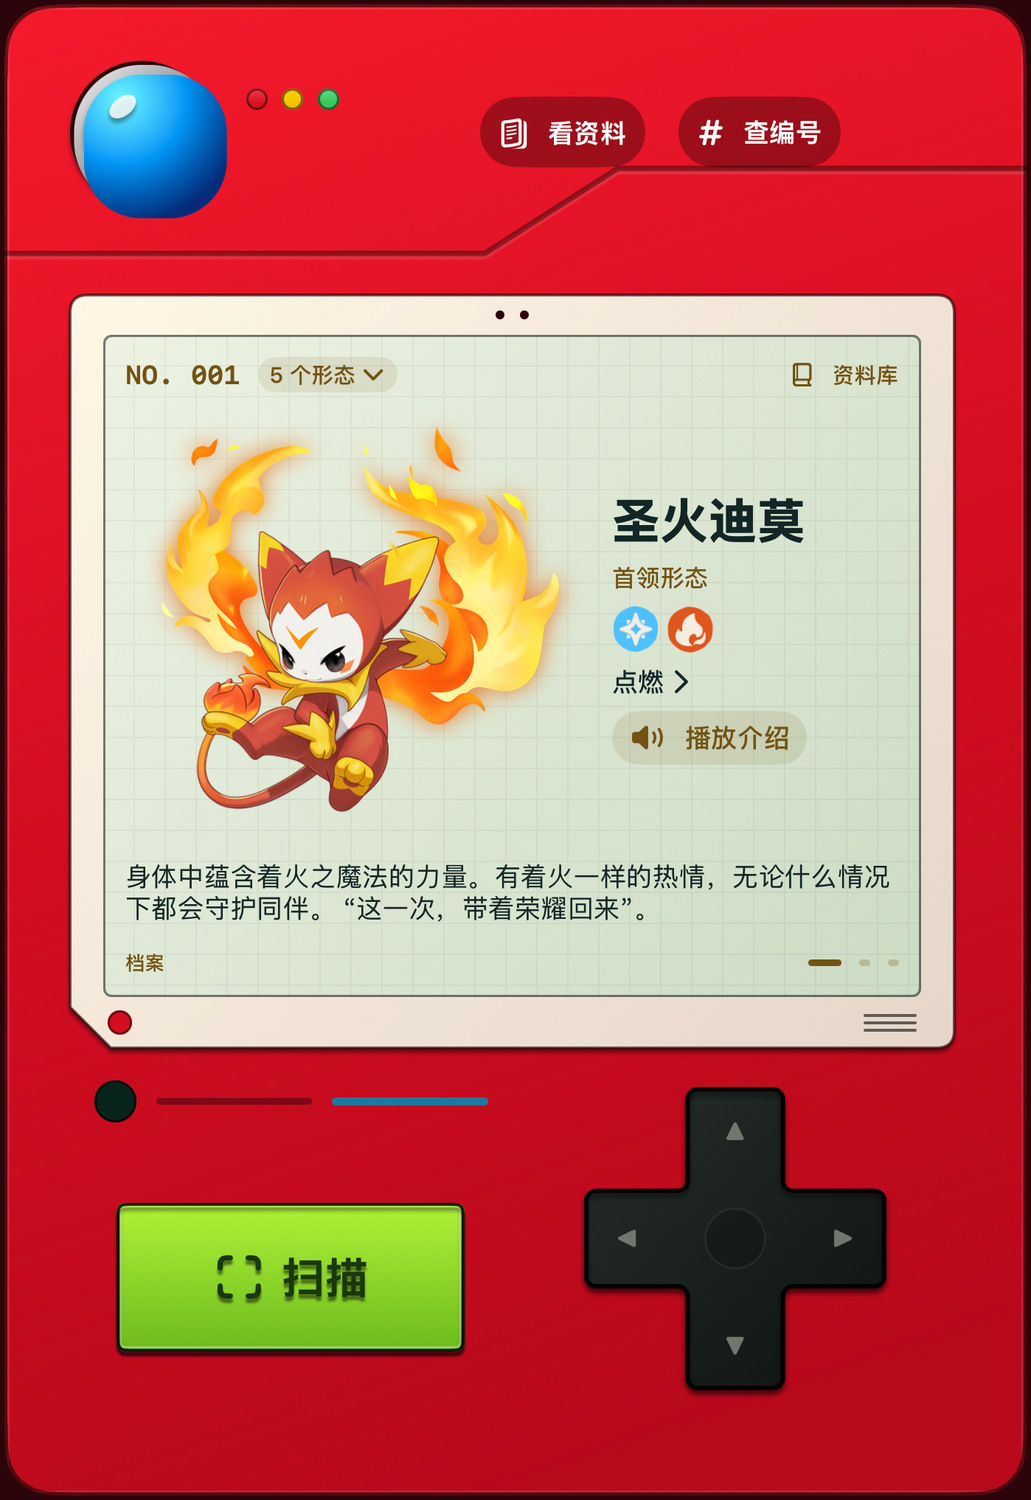 看资料
# 查编号
NO. 001
5 个形态
资料库
圣火迪莫
首领形态
点燃
播放介绍
身体中蕴含着火之魔法的力量。有着火一样的热情，无论什么情况
下都会守护同伴。“这一次，带着荣耀回来”。
档案
扫描